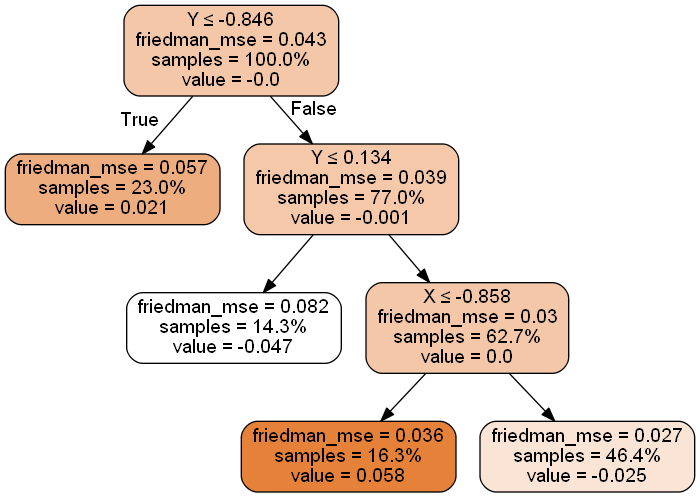 Y ≤ -0.846
friedman_mse = 0.043
samples = 100.0%
value = -0.0
True
False
friedman_mse = 0.057
samples = 23.0%
value = 0.021
Y ≤ 0.134
friedman_mse = 0.039
samples = 77.0%
value = -0.001
friedman_mse = 0.082
samples = 14.3%
value = -0.047
X ≤ -0.858
friedman_mse = 0.03
samples = 62.7%
value = 0.0
friedman_mse = 0.036
samples = 16.3%
value = 0.058
friedman_mse = 0.027
samples = 46.4%
value = -0.025